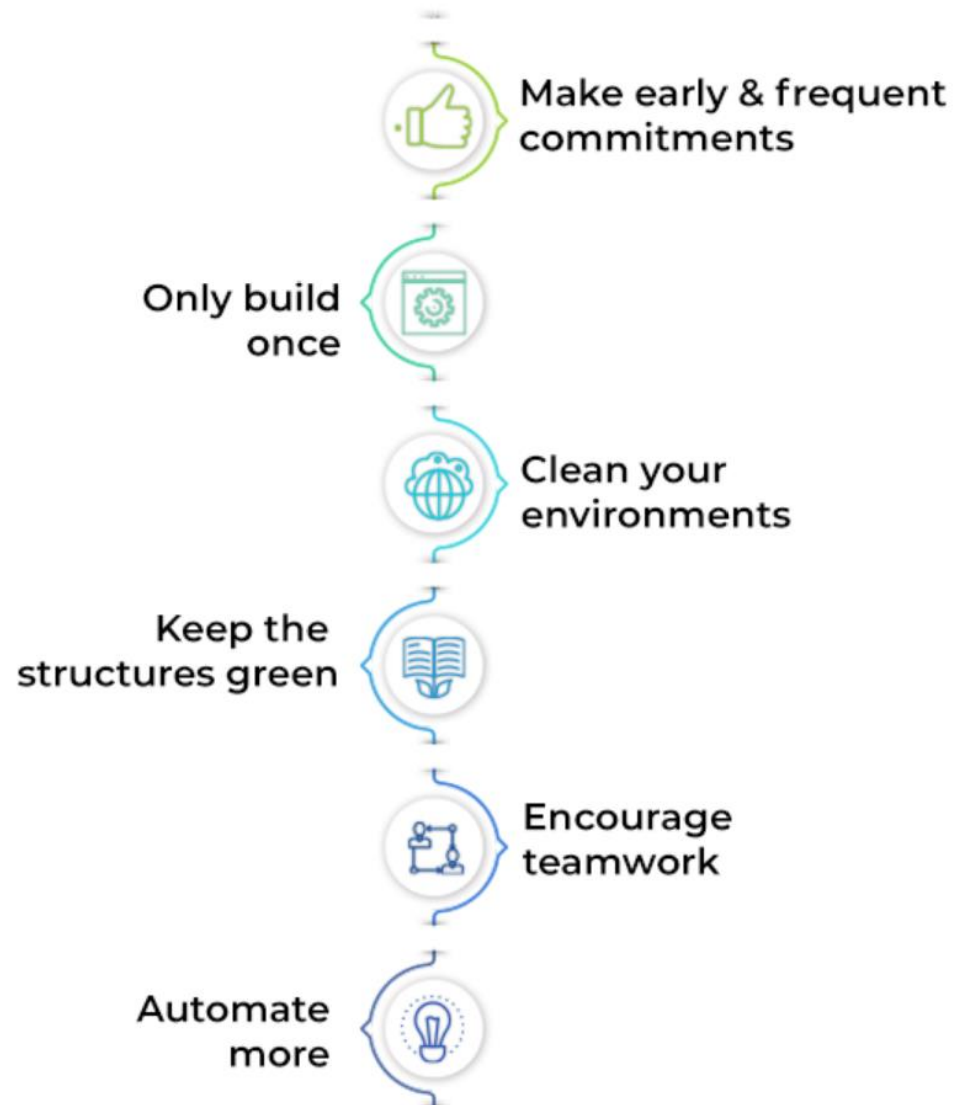 Make early & frequent
commitments
Only build
once
Clean your
environments
Keep the
structures green
Encourage
teamwork
Automate
more